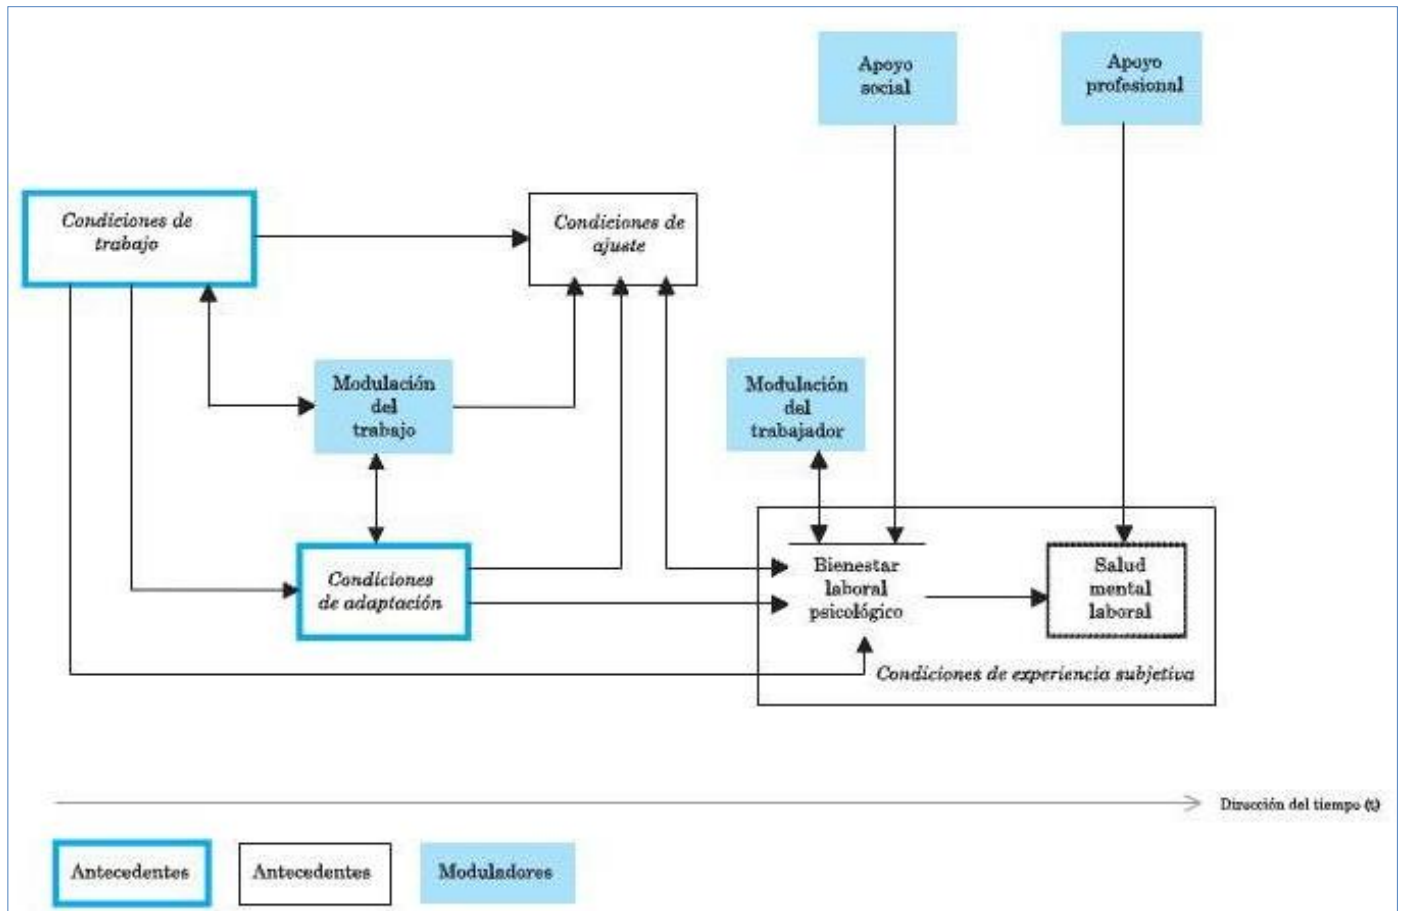 Apoyo
social
Apoyo
profesional
Condiciones de
trabajo
Condiciones de
ajuste
Modulación
del
trabajo
Modulación
del
trabajador
Condiciones
de adaptación
Bienestar
laboral
psicológico
Salud
mental
laboral
Condiciones de experiencia subjetiva
Dirección del tiempo (t)
Antecedentes
Antecedentes
Moduladores